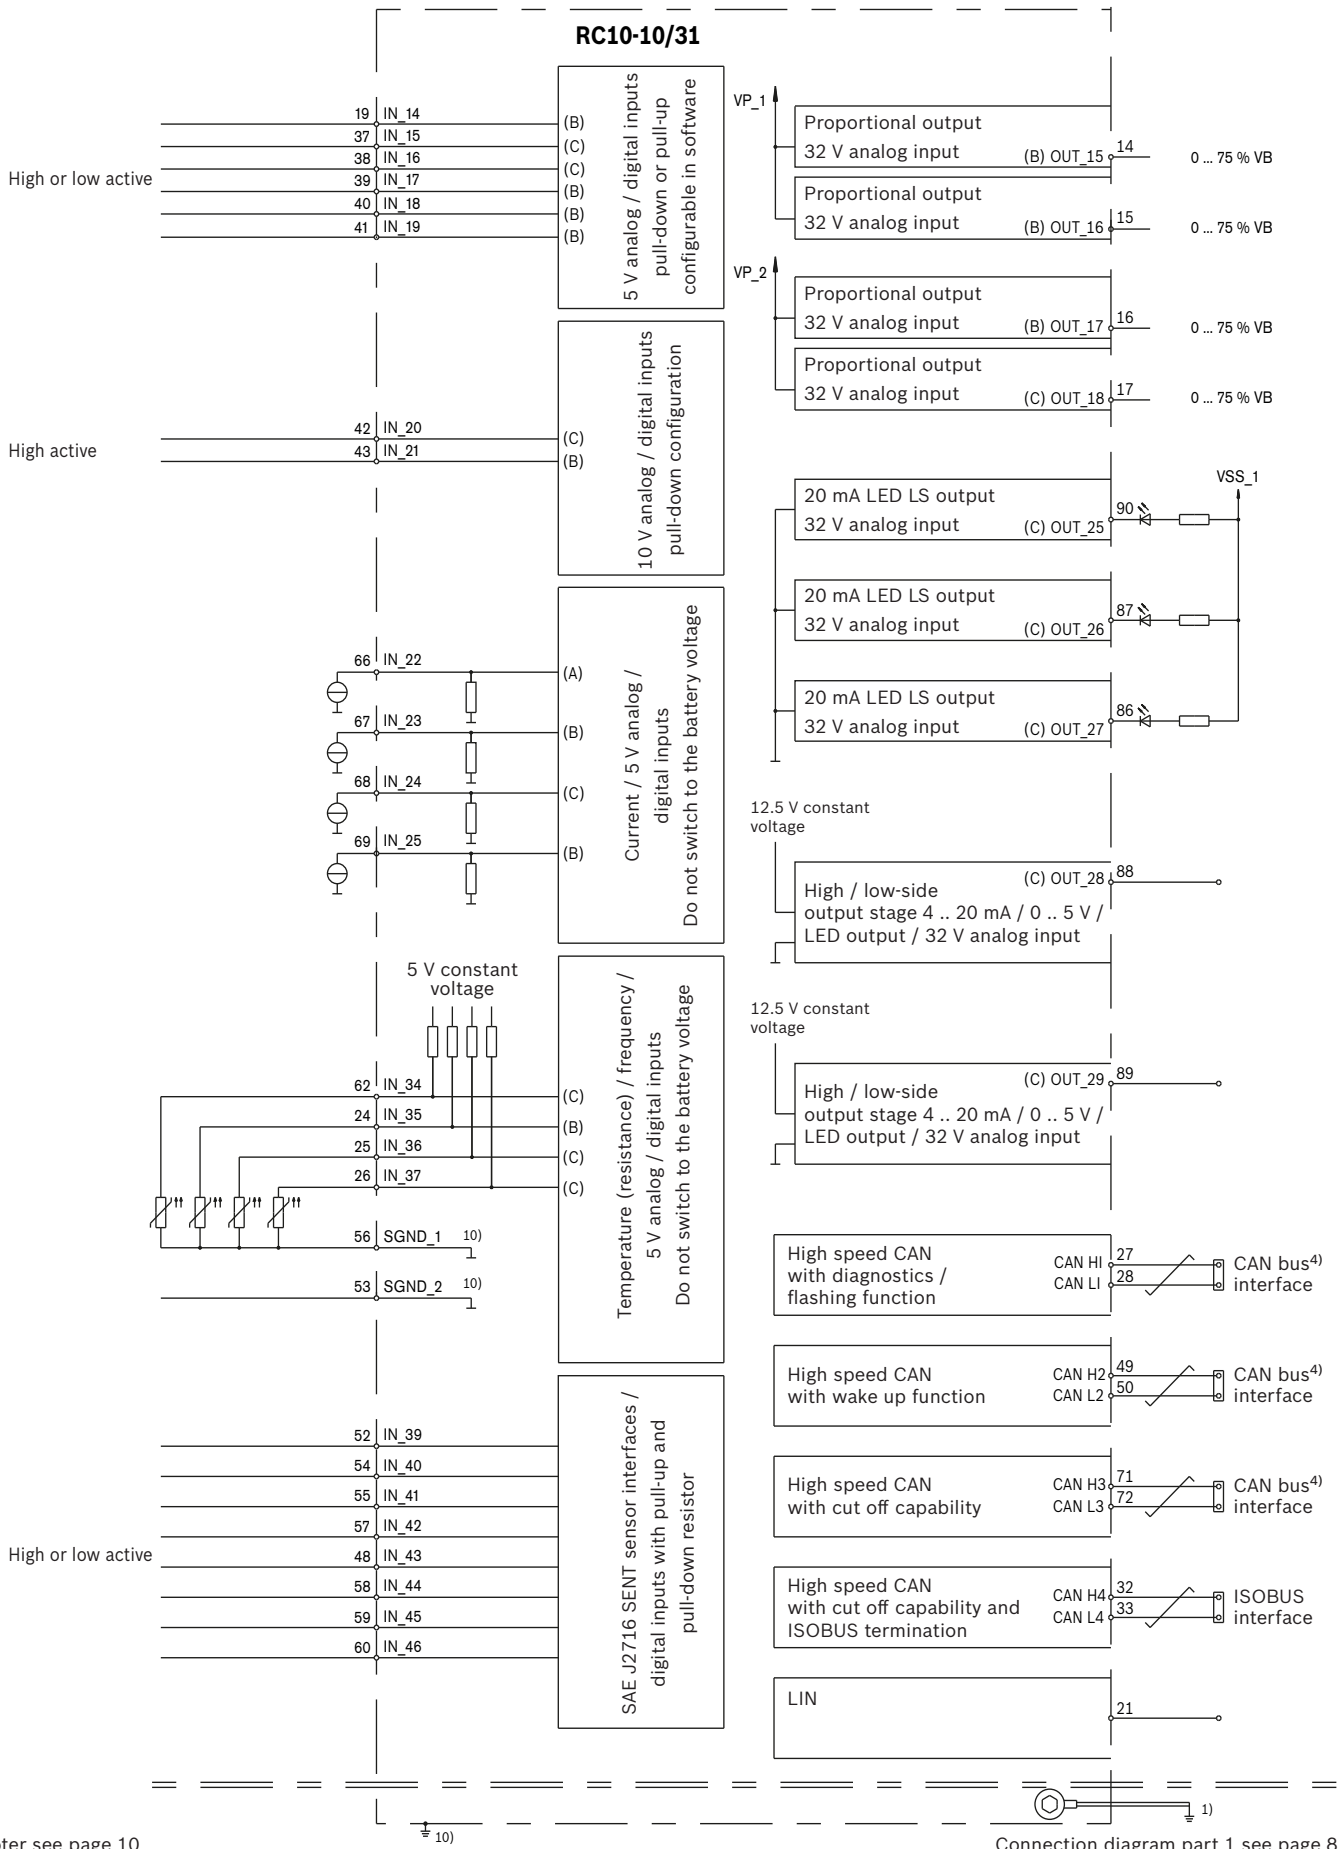 RC10-10/31
High or low active
19 IN_14 (B)
37 IN_15 (C)
38 IN_16 (C)
39 IN_17 (B)
40 IN_18 (B)
41 IN_19 (B)
5 V analog / digital inputs
pull-down or pull-up
configurable in software
High active
42 IN_20 (C)
43 IN_21 (B)
10 V analog / digital inputs
pull-down configuration
66 IN_22 (A)
67 IN_23 (B)
68 IN_24 (C)
69 IN_25 (B)
Current / 5 V analog /
digital inputs
Do not switch to the battery voltage
5 V constant
voltage
62 IN_34 (C)
24 IN_35 (B)
25 IN_36 (C)
26 IN_37 (C)
56 SGND_1 10)
53 SGND_2 10)
Temperature (resistance) / frequency /
5 V analog / digital inputs
Do not switch to the battery voltage
High or low active
52 IN_39
54 IN_40
55 IN_41
57 IN_42
48 IN_43
58 IN_44
59 IN_45
60 IN_46
SAE J2716 SENT sensor interfaces /
digital inputs with pull-up and
pull-down resistor
VP_1
Proportional output
32 V analog input (B) OUT_15 14 0 ... 75 % VB
Proportional output
32 V analog input (B) OUT_16 15 0 ... 75 % VB
VP_2
Proportional output
32 V analog input (B) OUT_17 16 0 ... 75 % VB
Proportional output
32 V analog input (C) OUT_18 17 0 ... 75 % VB
VSS_1
20 mA LED LS output
32 V analog input (C) OUT_25 90
20 mA LED LS output
32 V analog input (C) OUT_26 87
20 mA LED LS output
32 V analog input (C) OUT_27 86
12.5 V constant
voltage
(C) OUT_28 88
High / low-side
output stage 4 .. 20 mA / 0 .. 5 V /
LED output / 32 V analog input
12.5 V constant
voltage
(C) OUT_29 89
High / low-side
output stage 4 .. 20 mA / 0 .. 5 V /
LED output / 32 V analog input
High speed CAN
with diagnostics /
flashing function
CAN HI 27
CAN LI 28
CAN bus4)
interface
High speed CAN
with wake up function
CAN H2 49
CAN L2 50
CAN bus4)
interface
High speed CAN
with cut off capability
CAN H3 71
CAN L3 72
CAN bus4)
interface
High speed CAN
with cut off capability and
ISOBUS termination
CAN H4 32
CAN L4 33
ISOBUS
interface
LIN
21
1)
10)
see page 10
Connection diagram part 1 see page 8